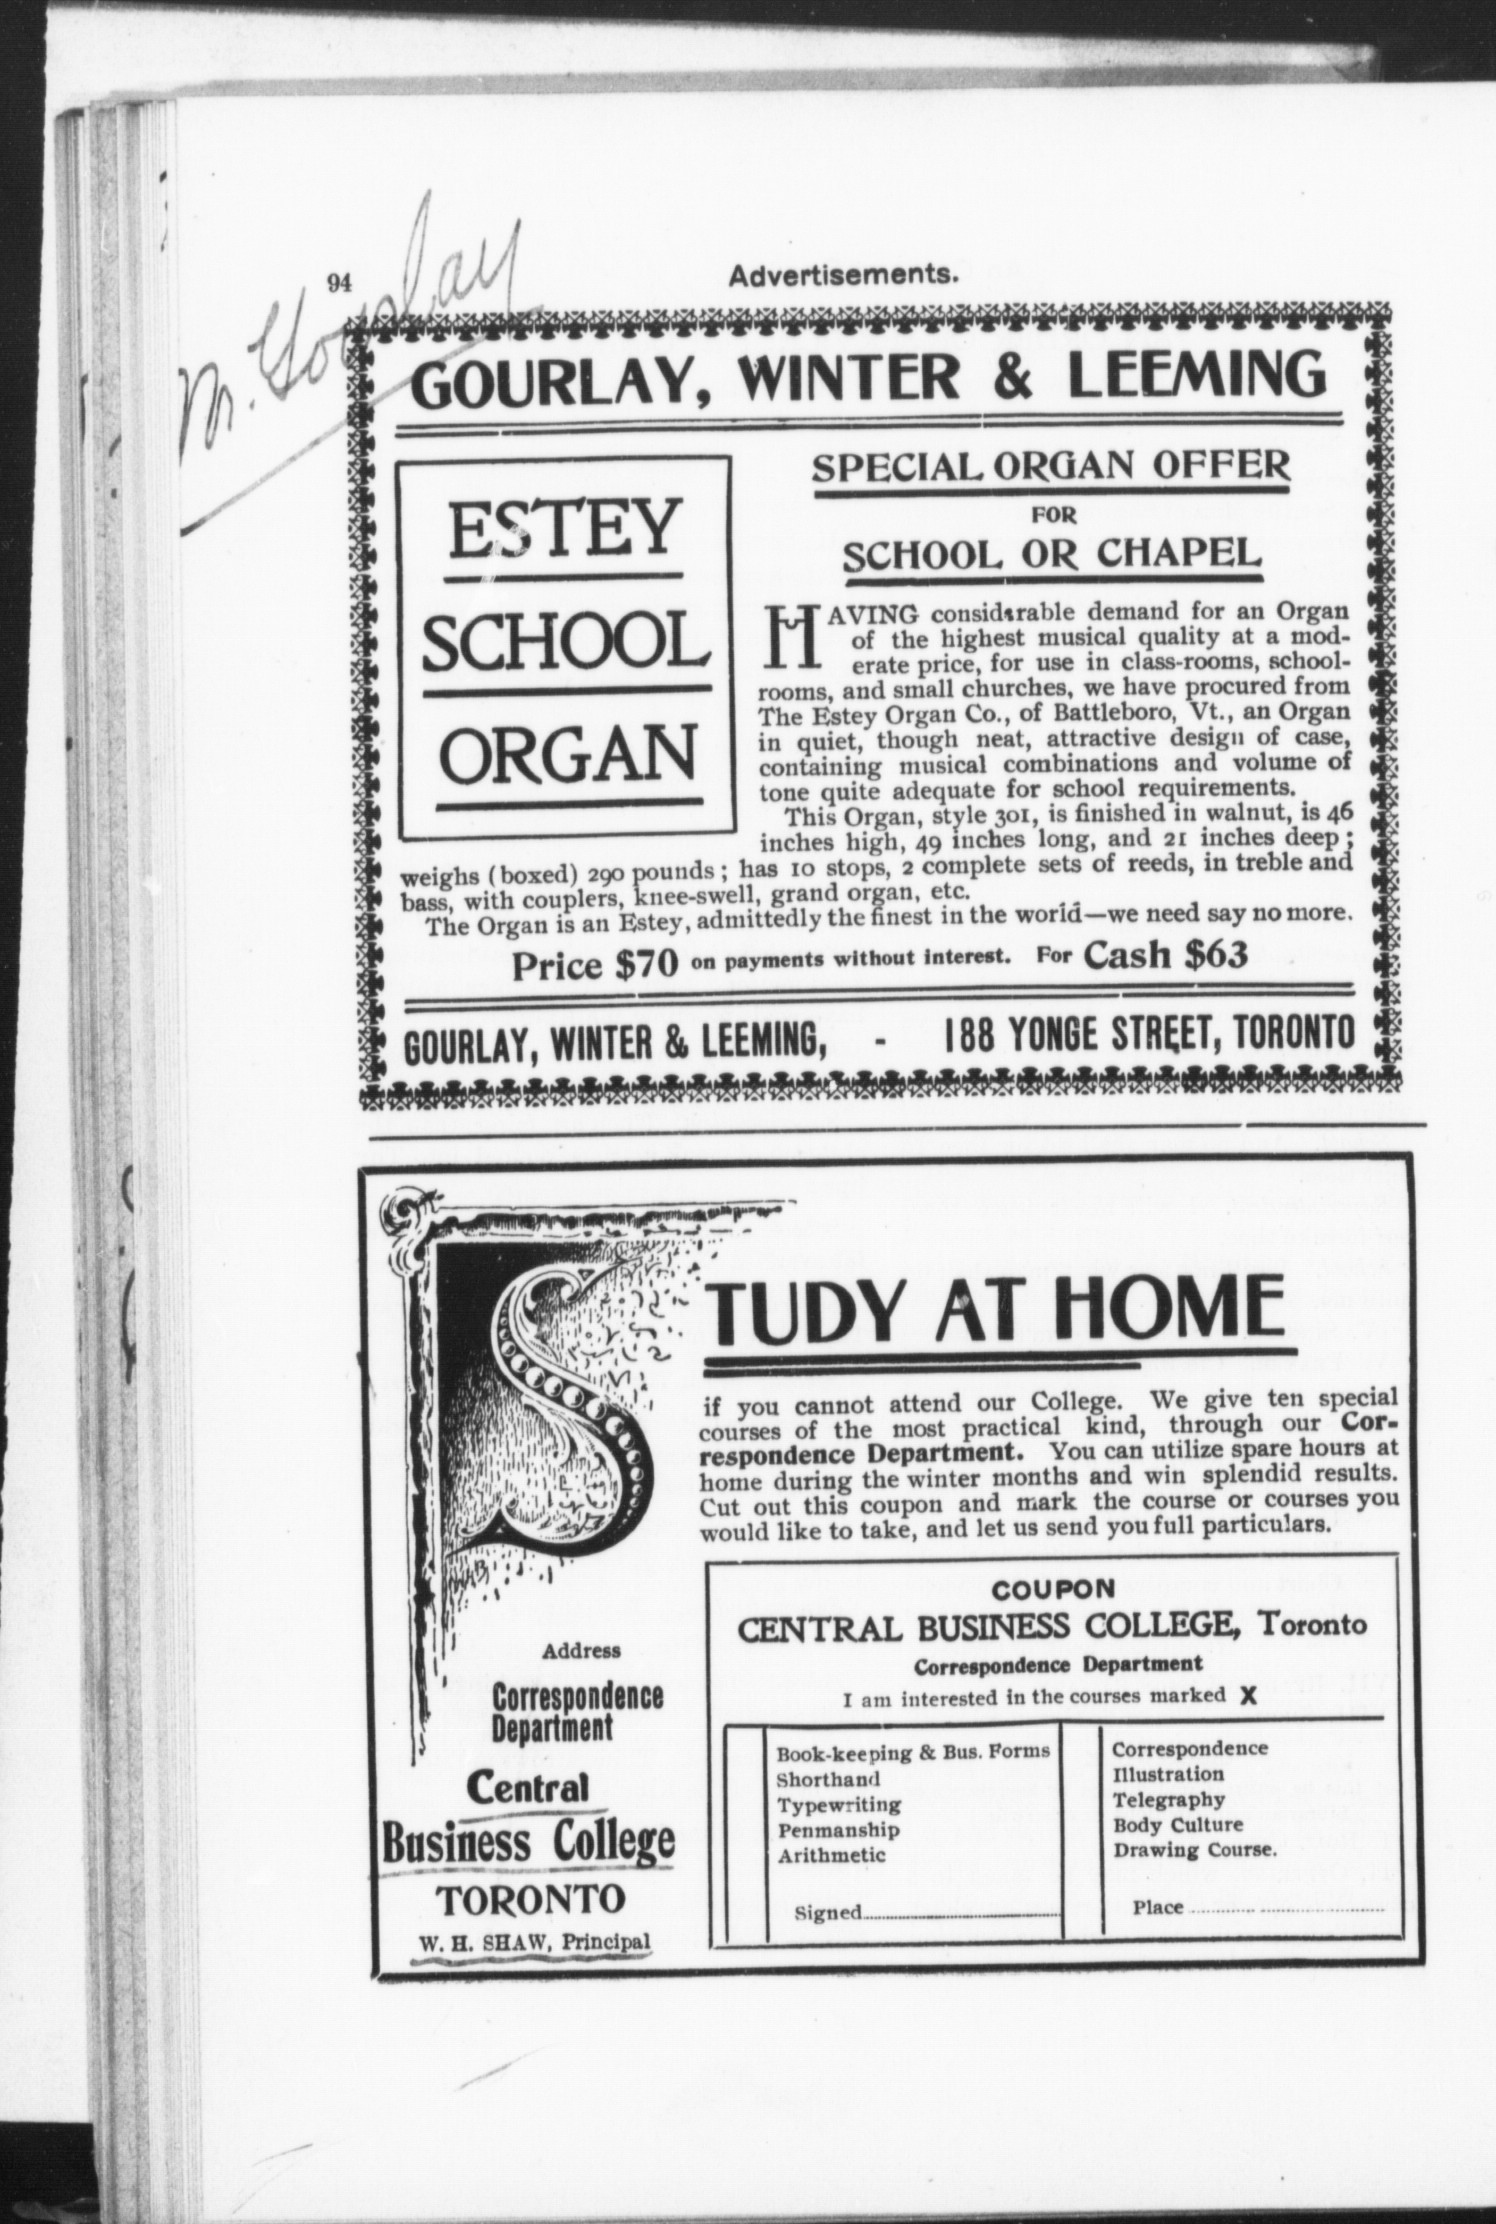 94
Advertisements.
M. Gourlay
GOURLAY, WINTER & LEEMING
ESTEY
SCHOOL
ORGAN
SPECIAL ORGAN OFFER
FOR
SCHOOL OR CHAPEL
HAVING considerable demand for an Organ
of the highest musical quality at a mod-
erate price, for use in class-rooms, school-
rooms, and small churches, we have procured from
The Estey Organ Co., of Battleboro, Vt., an Organ
in quiet, though neat, attractive design of case,
containing musical combinations and volume of
tone quite adequate for school requirements.
This Organ, style 301, is finished in walnut, is 46
inches high, 49 inches long, and 21 inches deep;
weighs (boxed) 290 pounds; has 10 stops, 2 complete sets of reeds, in treble and
bass, with couplers, knee-swell, grand organ, etc.
The Organ is an Estey, admittedly the finest in the world—we need say no more.
Price $70 on payments without interest. For Cash $63
GOURLAY, WINTER & LEEMING, - 188 YONGE STREET, TORONTO
STUDY AT HOME
if you cannot attend our College. We give ten special
courses of the most practical kind, through our Cor-
respondence Department. You can utilize spare hours at
home during the winter months and win splendid results.
Cut out this coupon and mark the course or courses you
would like to take, and let us send you full particulars.
Address
Correspondence
Department
Central
Business College
TORONTO
W. H. SHAW, Principal
COUPON
CENTRAL BUSINESS COLLEGE, Toronto
Correspondence Department
I am interested in the courses marked X
Book-keeping & Bus. Forms
Shorthand
Typewriting
Penmanship
Arithmetic
Signed
Correspondence
Illustration
Telegraphy
Body Culture
Drawing Course.
Place